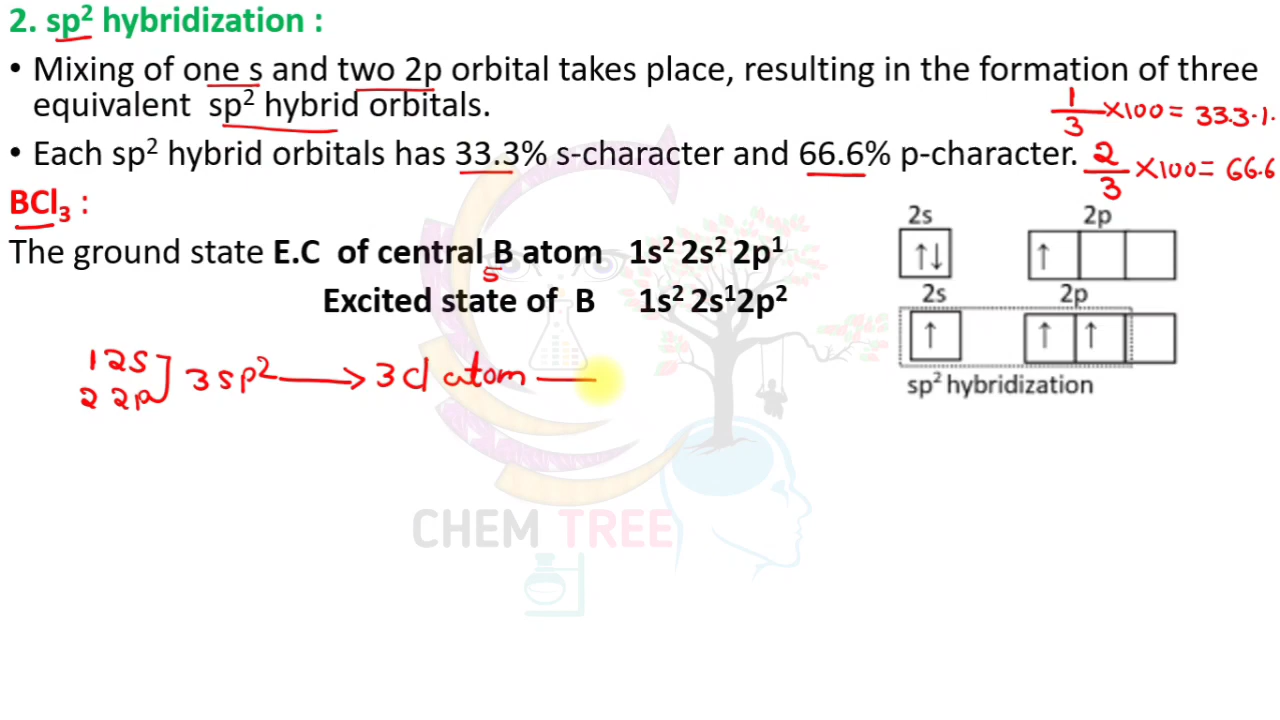 2. sp² hybridization :
• Mixing of one s and two 2p orbital takes place, resulting in the formation of three
equivalent sp² hybrid orbitals.
1/3 ×100 = 33.3·1·
• Each sp² hybrid orbitals has 33.3% s-character and 66.6% p-character.
2/3 ×100 = 66.6
BCl₃ :
2s 2p
The ground state E.C of central B atom 1s² 2s² 2p¹
↑↓ ↑
5
2s 2p
Excited state of B 1s² 2s¹2p²
↑ ↑ ↑
sp² hybridization
1 2s
2 2p ] 3 sp² → 3 Cl atom —
CHEM TREE